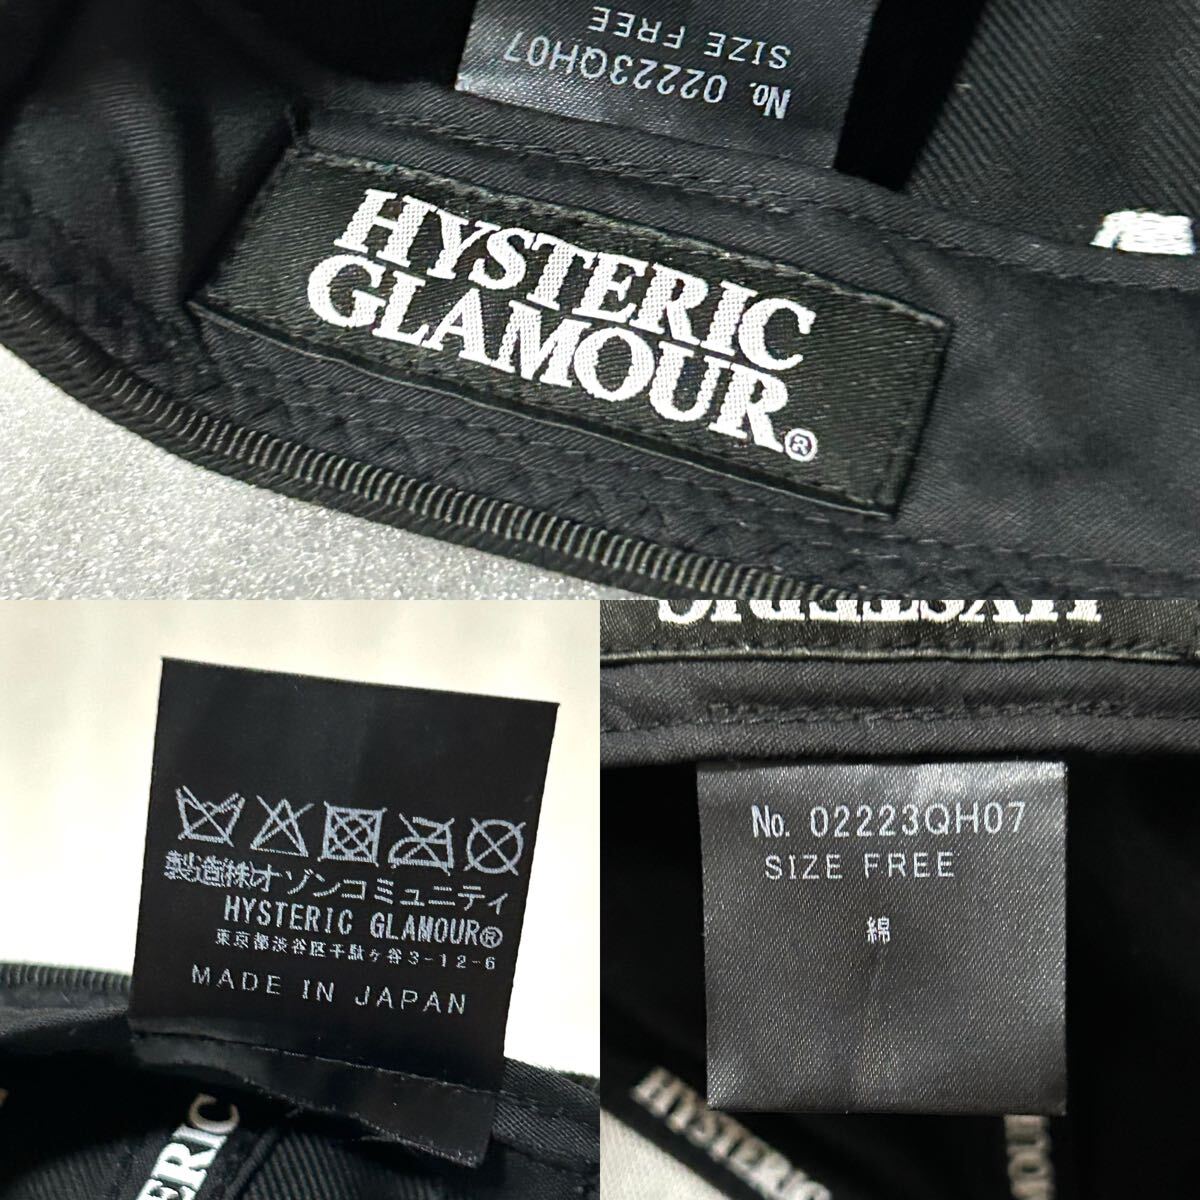 No. 02223QH07
SIZE FREE
HYSTERIC
GLAMOUR®
製造㈱オゾンコミュニティ
HYSTERIC GLAMOUR®
東京都渋谷区千駄ケ谷3-12-6
MADE IN JAPAN
ERIC
HYSTERIC
No. 02223QH07
SIZE FREE
綿
HYSTERIC